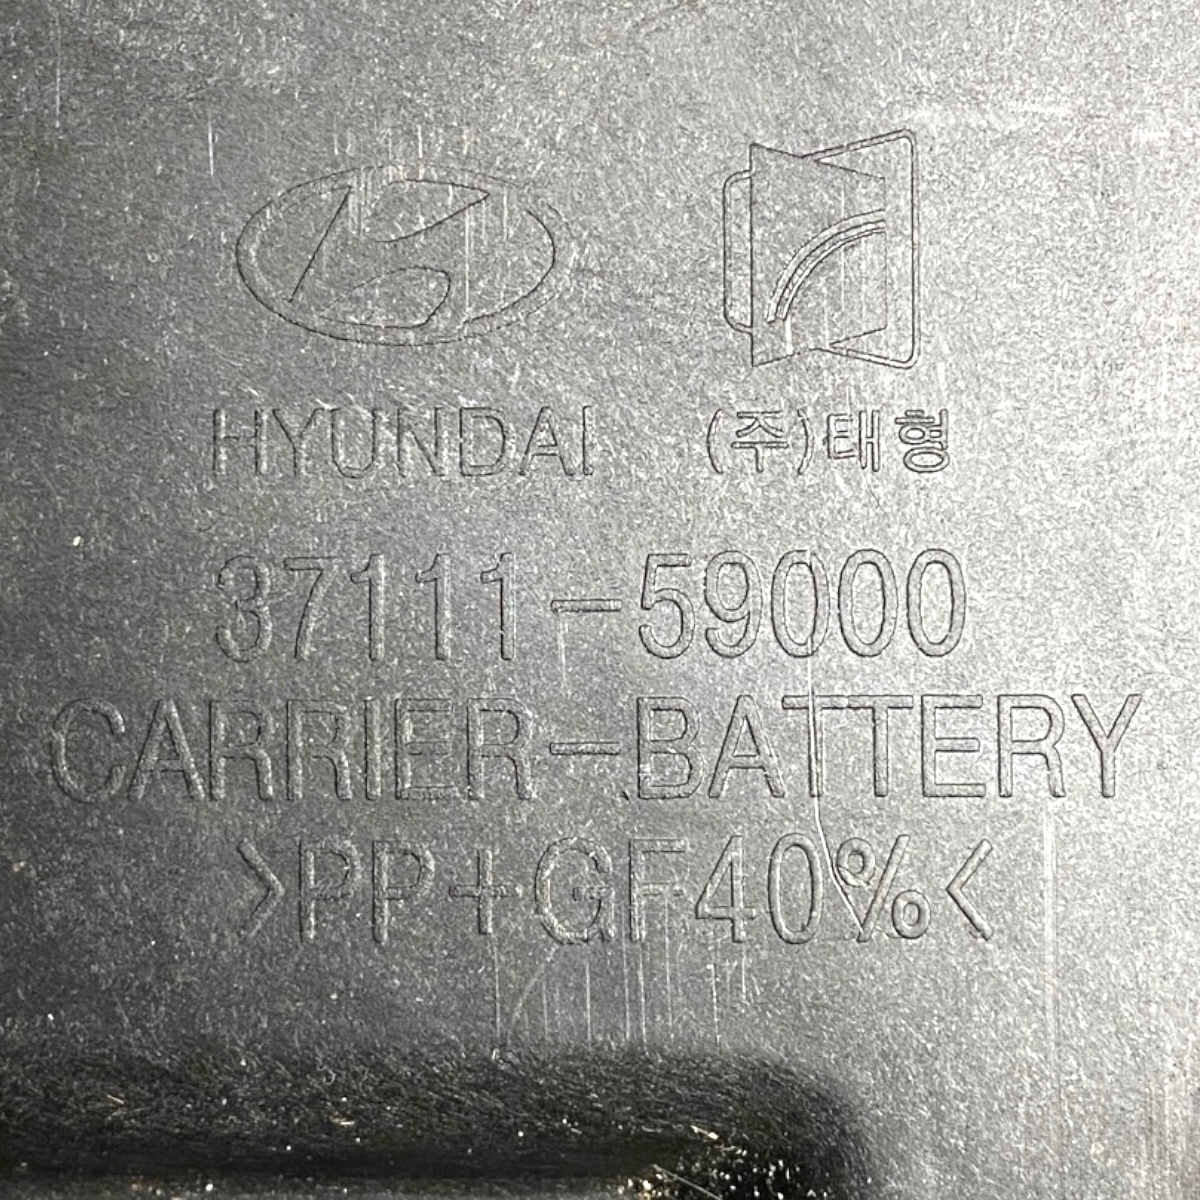 HYUNDAI (주)태형
37111-59000
CARRIER-BATTERY
>PP+GF40%<